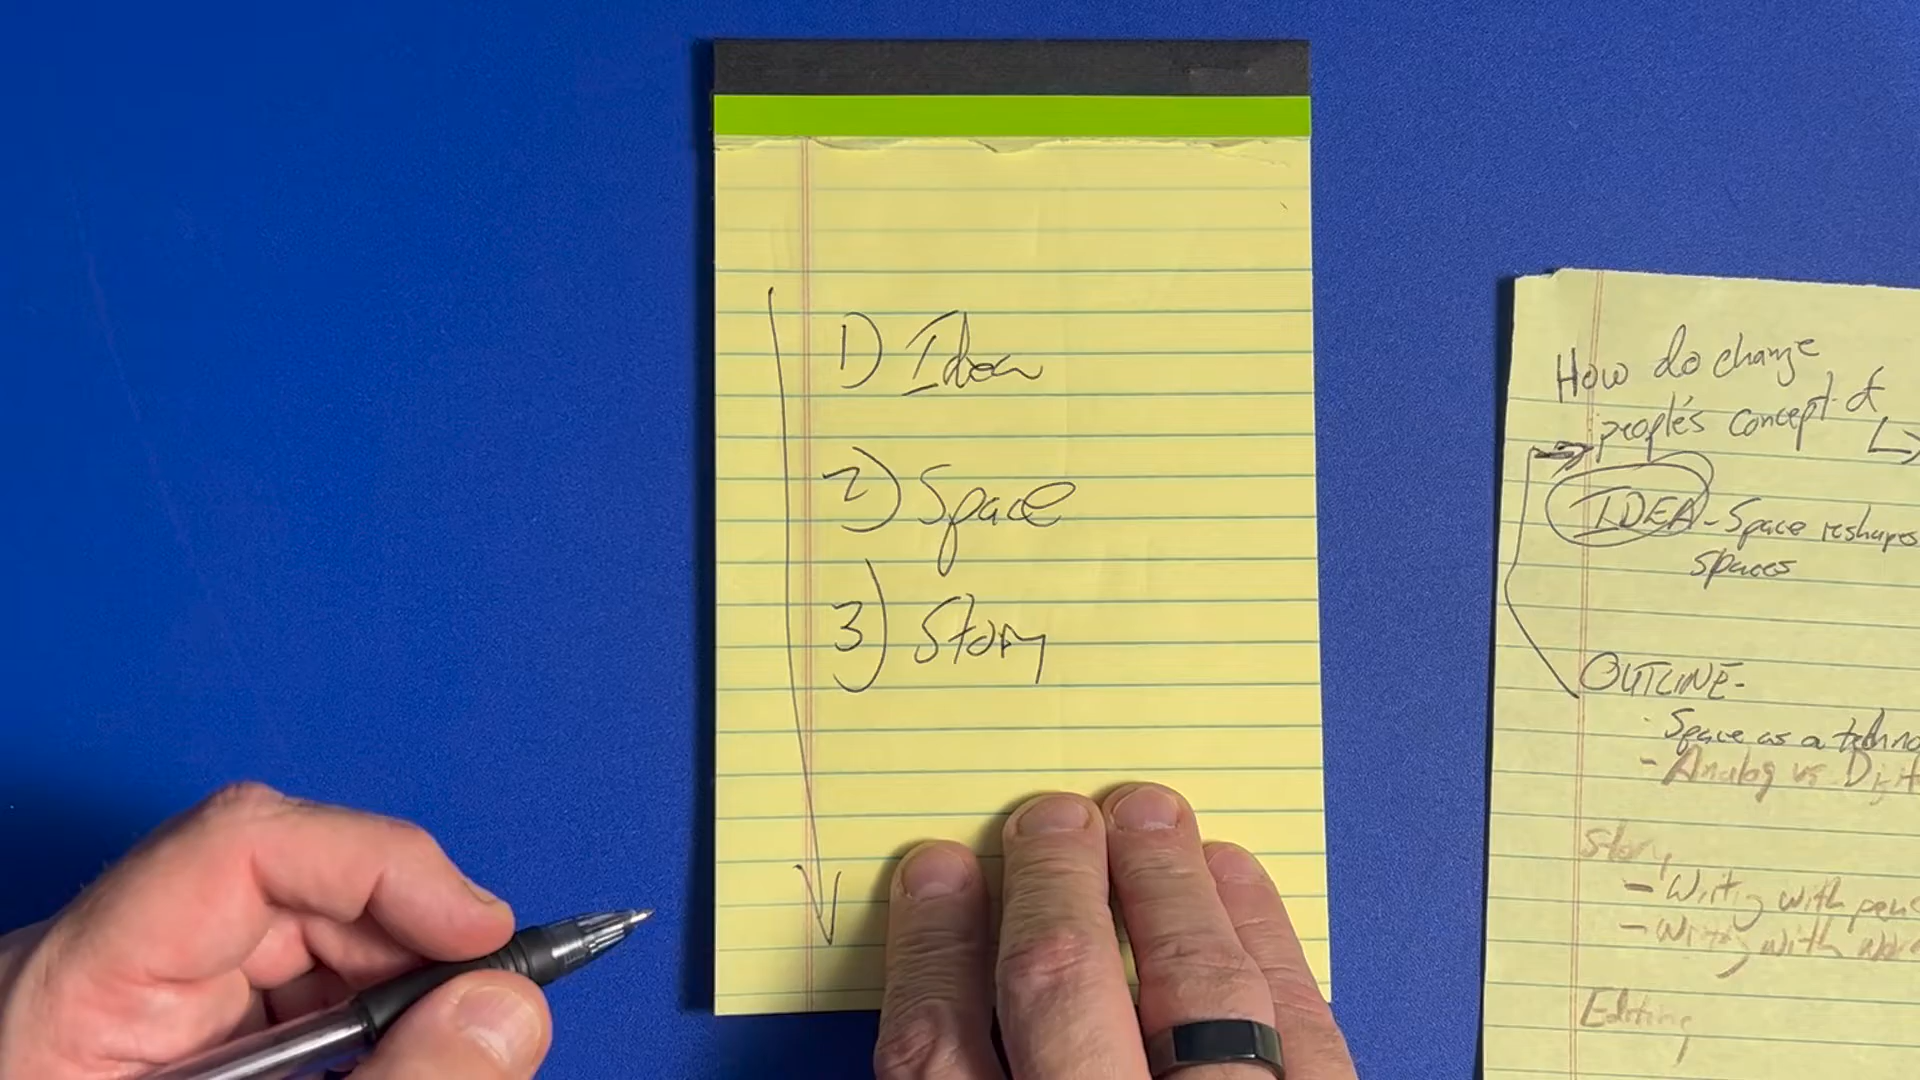 1) Idea
2) Space
3) Story
How do change
people's concept of
IDEA - Space reshapes
spaces
OUTLINE-
· Space as a techno
- Analog vs Digit
Story
- Writing with pens
- Writing with
Editing